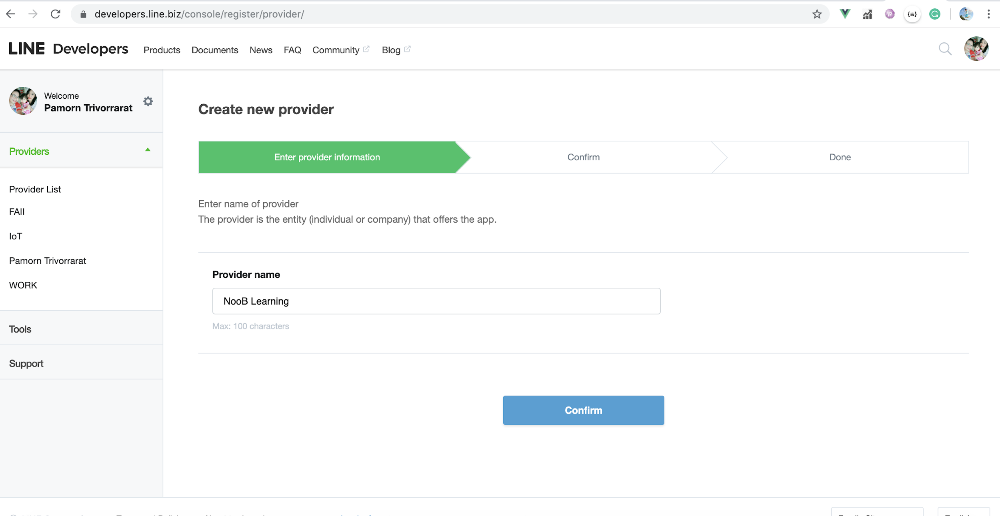 developers.line.biz/console/register/provider/
LINE Developers Products Documents News FAQ Community Blog
Welcome
Pamorn Trivorrarat
Providers
Provider List
FAII
IoT
Pamorn Trivorrarat
WORK
Tools
Support
Create new provider
Enter provider information Confirm Done
Enter name of provider
The provider is the entity (individual or company) that offers the app.
Provider name
NooB Learning
Max: 100 characters
Confirm